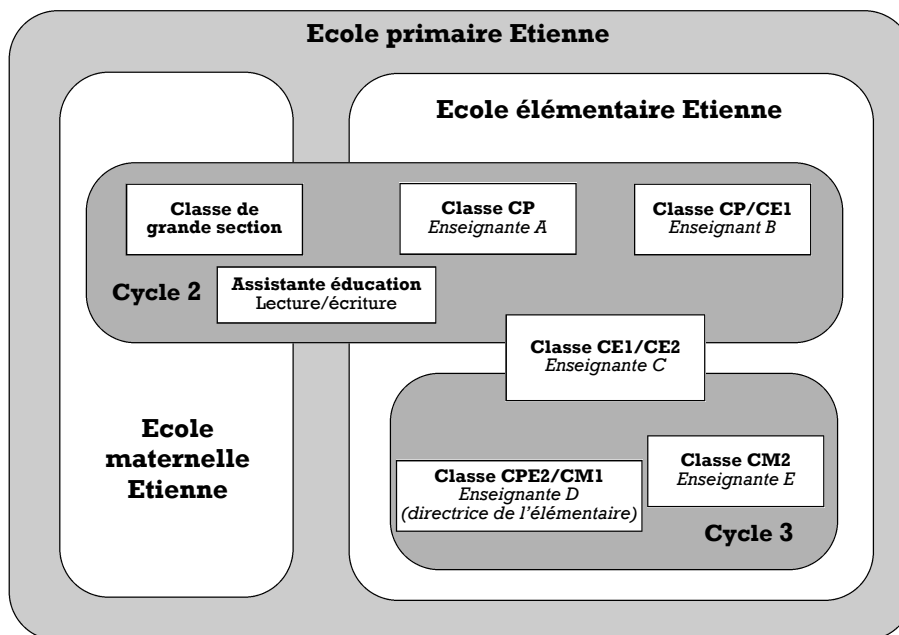 Ecole primaire Etienne
Ecole élémentaire Etienne
Classe de
grande section
Classe CP
Enseignante A
Classe CP/CE1
Enseignant B
Cycle 2
Assistante éducation
Lecture/écriture
Classe CE1/CE2
Enseignante C
Ecole
maternelle
Etienne
Classe CPE2/CM1
Enseignante D
(directrice de l'élémentaire)
Classe CM2
Enseignante E
Cycle 3